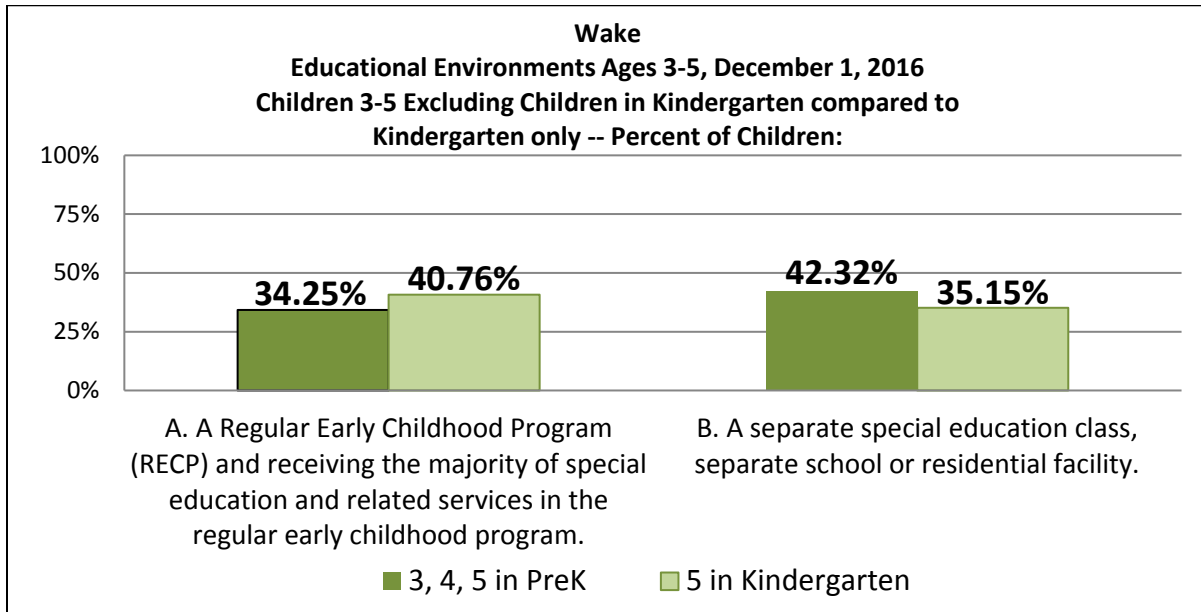 Wake
Educational Environments Ages 3-5, December 1, 2016
Children 3-5 Excluding Children in Kindergarten compared to
Kindergarten only -- Percent of Children:
100%
75%
50%
25%
0%
34.25%
40.76%
42.32%
35.15%
A. A Regular Early Childhood Program
(RECP) and receiving the majority of special
education and related services in the
regular early childhood program.
B. A separate special education class,
separate school or residential facility.
3, 4, 5 in PreK
5 in Kindergarten